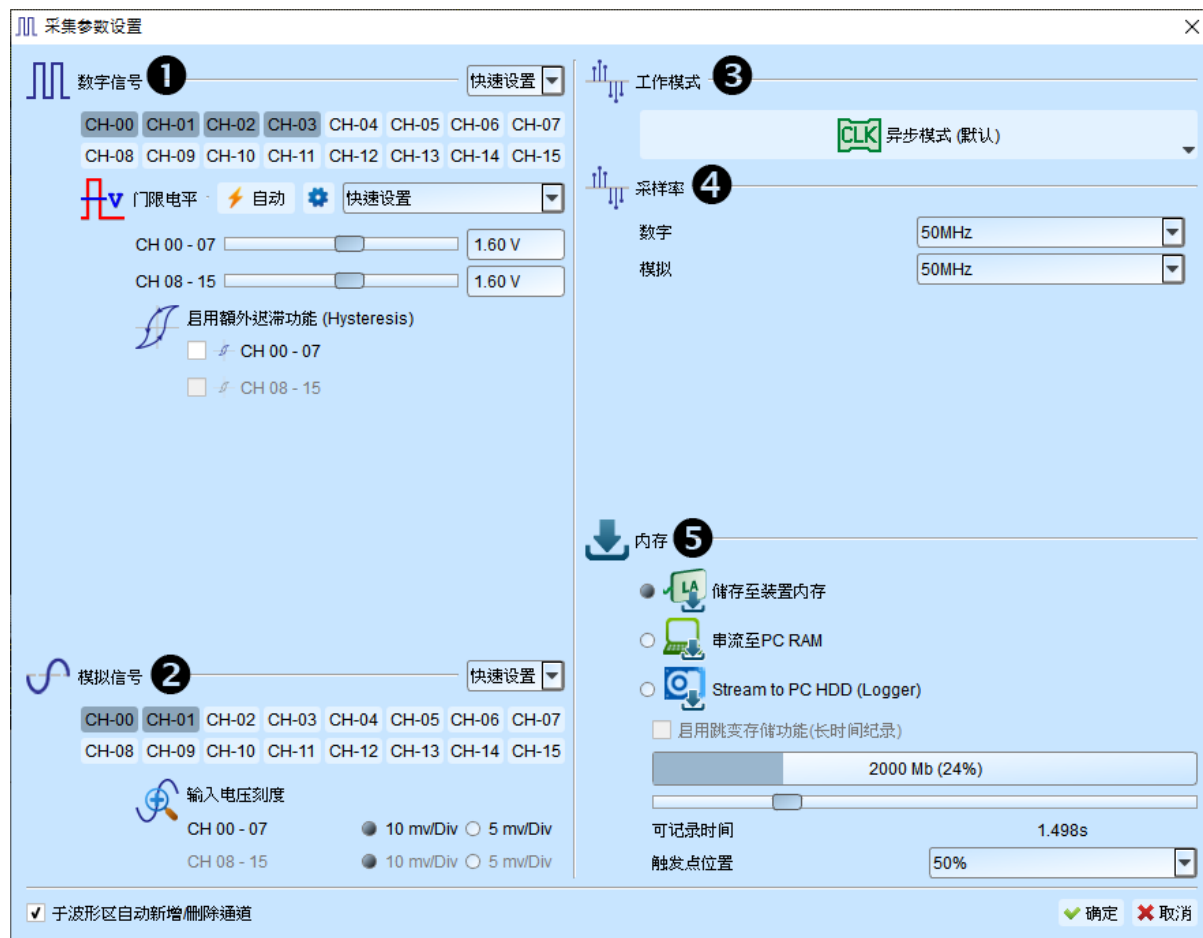 采集参数设置
1 数字信号 快速设置
CH-00 CH-01 CH-02 CH-03 CH-04 CH-05 CH-06 CH-07
CH-08 CH-09 CH-10 CH-11 CH-12 CH-13 CH-14 CH-15
V 门限电平 自动 快速设置
CH 00 - 07 1.60 V
CH 08 - 15 1.60 V
启用額外迟滞功能 (Hysteresis)
CH 00 - 07
CH 08 - 15
2 模拟信号 快速设置
CH-00 CH-01 CH-02 CH-03 CH-04 CH-05 CH-06 CH-07
CH-08 CH-09 CH-10 CH-11 CH-12 CH-13 CH-14 CH-15
输入电压刻度
CH 00 - 07 10 mv/Div 5 mv/Div
CH 08 - 15 10 mv/Div 5 mv/Div
于波形区自动新增/删除通道
工作模式 3
CLK 异步模式 (默认)
采样率 4
数字 50MHz
模拟 50MHz
内存 5
LA 储存至装置内存
串流至PC RAM
Stream to PC HDD (Logger)
启用跳变存储功能(长时间纪录)
2000 Mb (24%)
可记录时间 1.498s
触发点位置 50%
确定 取消